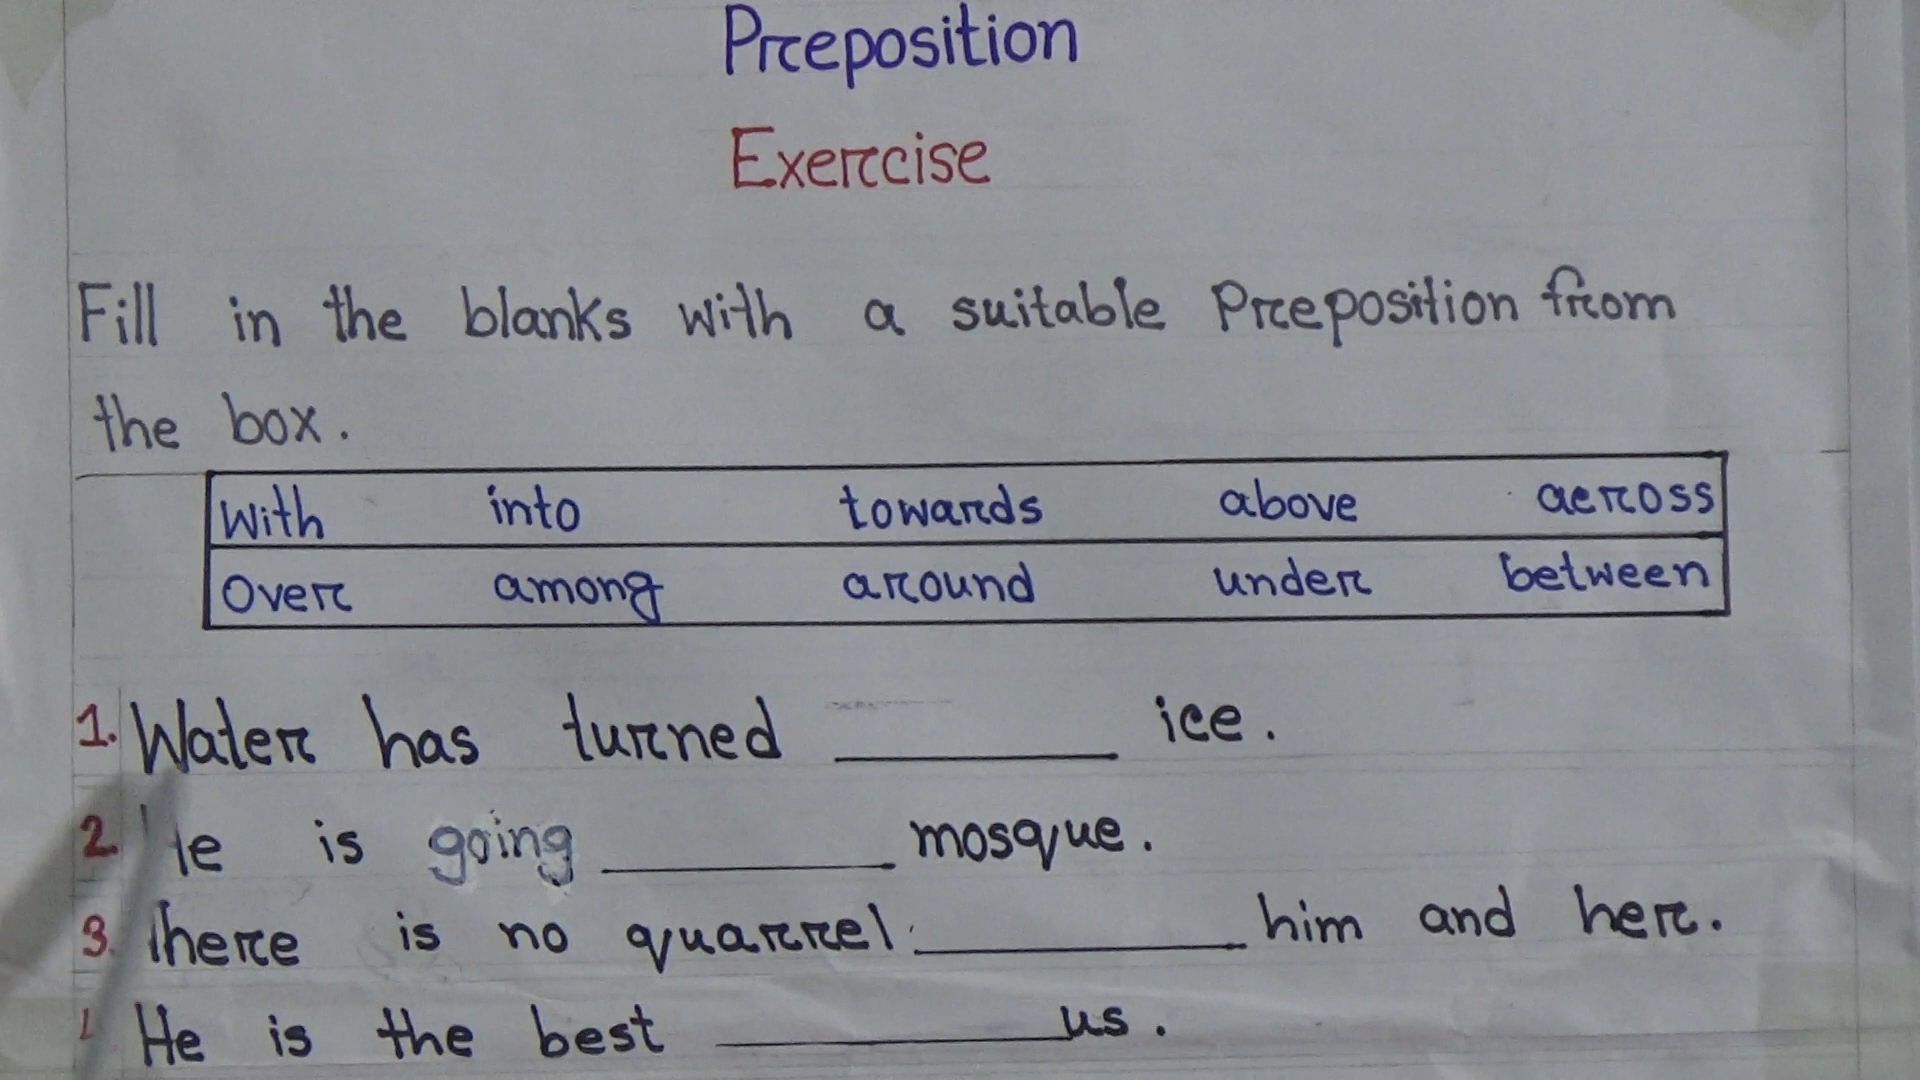 Preposition
Exercise
Fill in the blanks with a suitable Preposition from
the box.
With into towards above across
Over among around under between
1. Water has turned ________ ice.
2. He is going ________ mosque.
3. There is no quarrel ________ him and her.
He is the best ________ us.